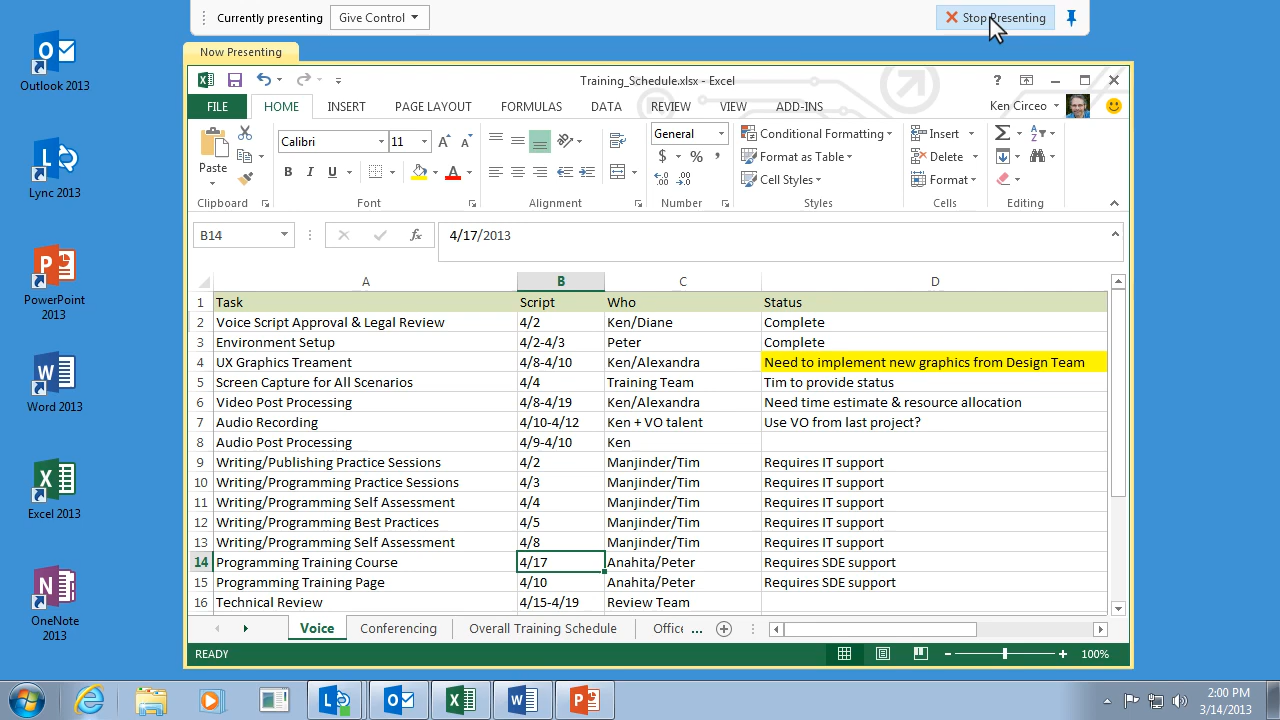 Currently presenting Give Control Stop Presenting
Now Presenting
Training_Schedule.xlsx - Excel ?
FILE HOME INSERT PAGE LAYOUT FORMULAS DATA REVIEW VIEW ADD-INS Ken Circeo
Paste
Calibri 11
B I U A
General
$ % ,
Conditional Formatting
Format as Table
Cell Styles
Insert
Delete
Format
Clipboard Font Alignment Number Styles Cells Editing
B14 fx 4/17/2013
A B C D
1 Task Script Who Status
2 Voice Script Approval & Legal Review 4/2 Ken/Diane Complete
3 Environment Setup 4/2-4/3 Peter Complete
4 UX Graphics Treament 4/8-4/10 Ken/Alexandra Need to implement new graphics from Design Team
5 Screen Capture for All Scenarios 4/4 Training Team Tim to provide status
6 Video Post Processing 4/8-4/19 Ken/Alexandra Need time estimate & resource allocation
7 Audio Recording 4/10-4/12 Ken + VO talent Use VO from last project?
8 Audio Post Processing 4/9-4/10 Ken
9 Writing/Publishing Practice Sessions 4/2 Manjinder/Tim Requires IT support
10 Writing/Programming Practice Sessions 4/3 Manjinder/Tim Requires IT support
11 Writing/Programming Self Assessment 4/4 Manjinder/Tim Requires IT support
12 Writing/Programming Best Practices 4/5 Manjinder/Tim Requires IT support
13 Writing/Programming Self Assessment 4/8 Manjinder/Tim Requires IT support
14 Programming Training Course 4/17 Anahita/Peter Requires SDE support
15 Programming Training Page 4/10 Anahita/Peter Requires SDE support
16 Technical Review 4/15-4/19 Review Team
Voice Conferencing Overall Training Schedule Office ...
READY 100%
Outlook 2013
Lync 2013
PowerPoint
2013
Word 2013
Excel 2013
OneNote
2013
2:00 PM
3/14/2013